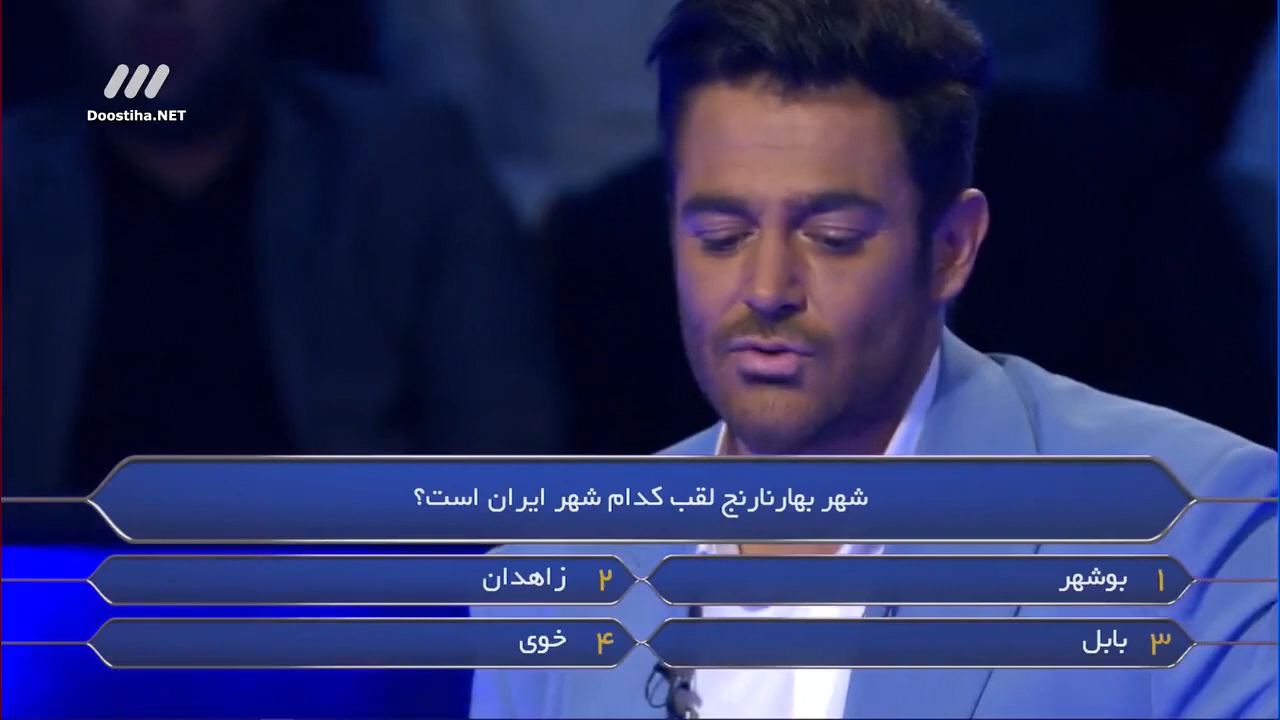 Doostiha.NET
شهر بهارنارنج لقب کدام شهر ایران است؟
۱ بوشهر
۲ زاهدان
۳ بابل
۴ خوی